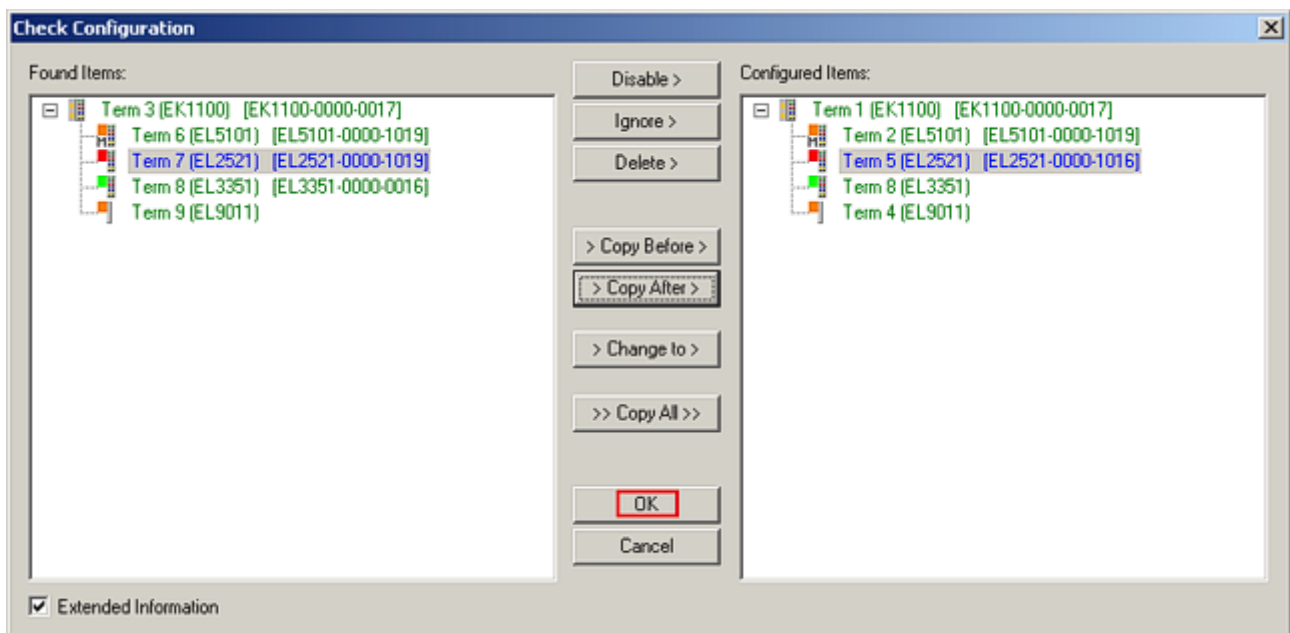 Check Configuration
Found Items:
Term 3 (EK1100) [EK1100-0000-0017]
Term 6 (EL5101) [EL5101-0000-1019]
Term 7 (EL2521) [EL2521-0000-1019]
Term 8 (EL3351) [EL3351-0000-0016]
Term 9 (EL9011)
Disable >
Ignore >
Delete >
> Copy Before >
> Copy After >
> Change to >
>> Copy All >>
OK
Cancel
Configured Items:
Term 1 (EK1100) [EK1100-0000-0017]
Term 2 (EL5101) [EL5101-0000-1019]
Term 5 (EL2521) [EL2521-0000-1016]
Term 8 (EL3351)
Term 4 (EL9011)
Extended Information